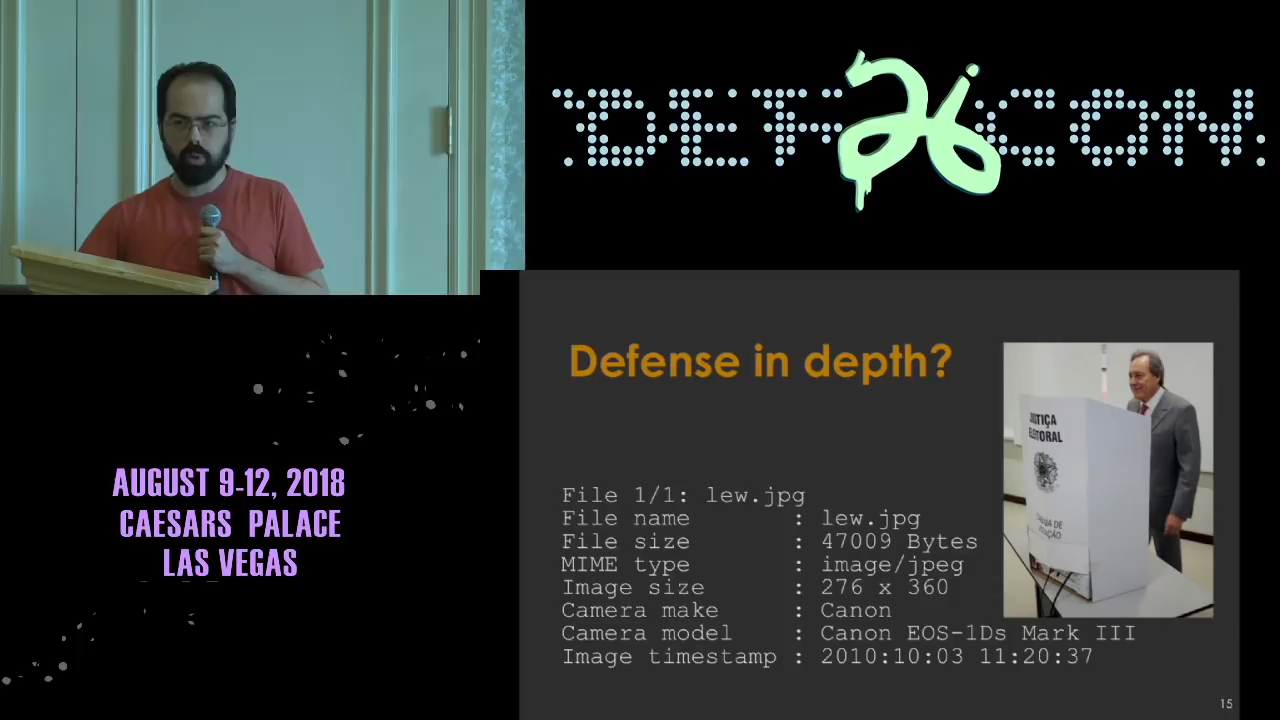 DEF 26 CON
AUGUST 9-12, 2018
CAESARS PALACE
LAS VEGAS
Defense in depth?
JUSTIÇA
ELEITORAL
File 1/1: lew.jpg
File name : lew.jpg
File size : 47009 Bytes
MIME type : image/jpeg
Image size : 276 x 360
Camera make : Canon
Camera model : Canon EOS-1Ds Mark III
Image timestamp : 2010:10:03 11:20:37
15